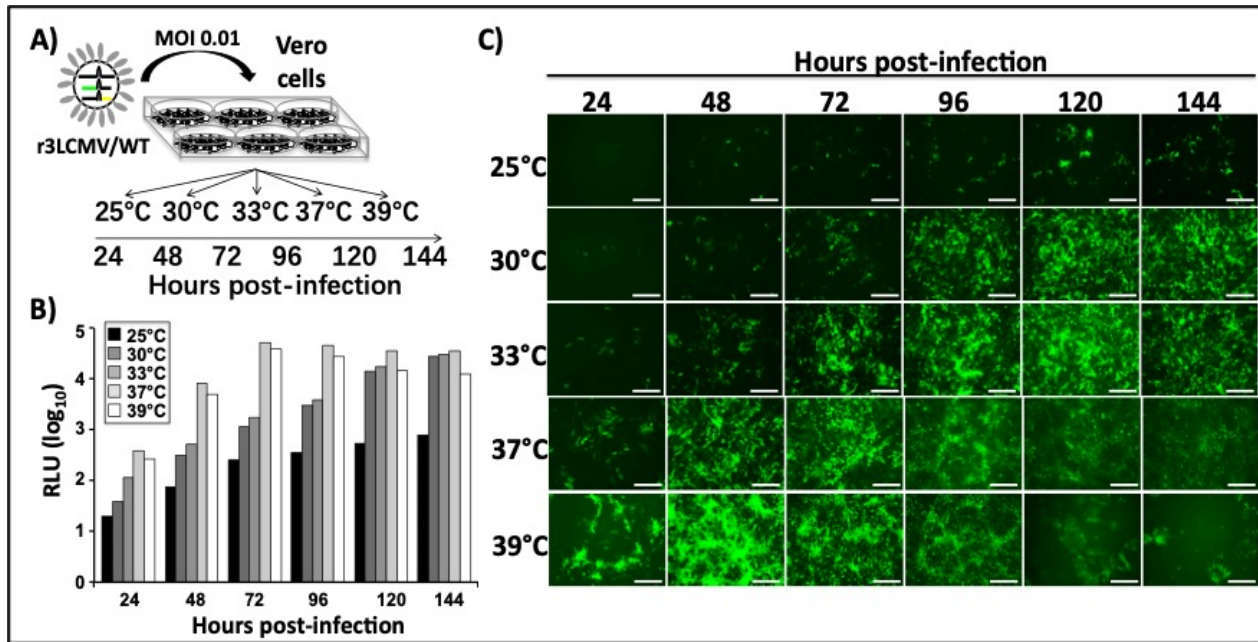 A)
MOI 0.01
Vero
cells
r3LCMV/WT
25°C 30°C 33°C 37°C 39°C
24 48 72 96 120 144
Hours post-infection
B)
RLU (log10)
5
4
3
2
1
0
25°C
30°C
33°C
37°C
39°C
24 48 72 96 120 144
Hours post-infection
C)
Hours post-infection
24 48 72 96 120 144
25°C
30°C
33°C
37°C
39°C